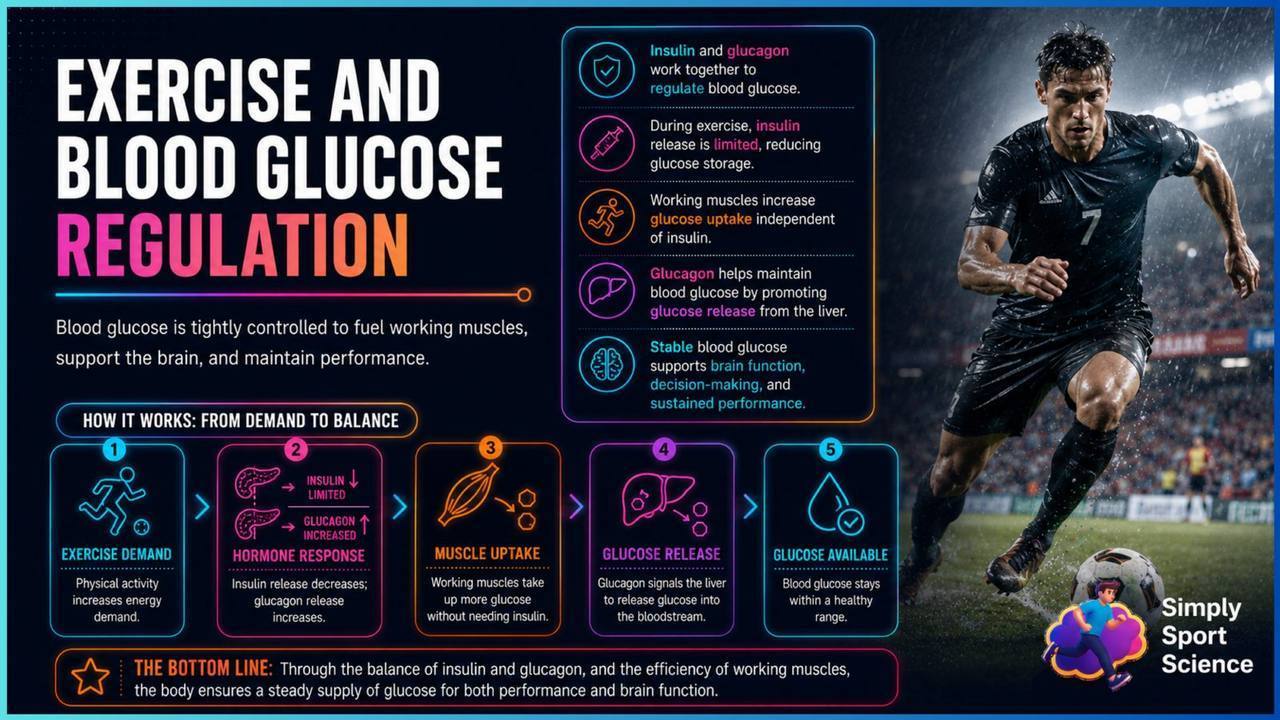 EXERCISE AND
BLOOD GLUCOSE
REGULATION
Blood glucose is tightly controlled to fuel working muscles,
support the brain, and maintain performance.
Insulin and glucagon
work together to
regulate blood glucose.
During exercise, insulin
release is limited, reducing
glucose storage.
Working muscles increase
glucose uptake independent
of insulin.
Glucagon helps maintain
blood glucose by promoting
glucose release from the liver.
Stable blood glucose
supports brain function,
decision-making, and
sustained performance.
HOW IT WORKS: FROM DEMAND TO BALANCE
1
EXERCISE DEMAND
Physical activity
increases energy
demand.
2
INSULIN ↓
LIMITED
GLUCAGON ↑
INCREASED
HORMONE RESPONSE
Insulin release decreases;
glucagon release
increases.
3
MUSCLE UPTAKE
Working muscles take
up more glucose
without needing insulin.
4
GLUCOSE RELEASE
Glucagon signals the liver
to release glucose into
the bloodstream.
5
GLUCOSE AVAILABLE
Blood glucose stays
within a healthy
range.
THE BOTTOM LINE: Through the balance of insulin and glucagon, and the efficiency of working muscles,
the body ensures a steady supply of glucose for both performance and brain function.
adidas
7
Simply
Sport
Science